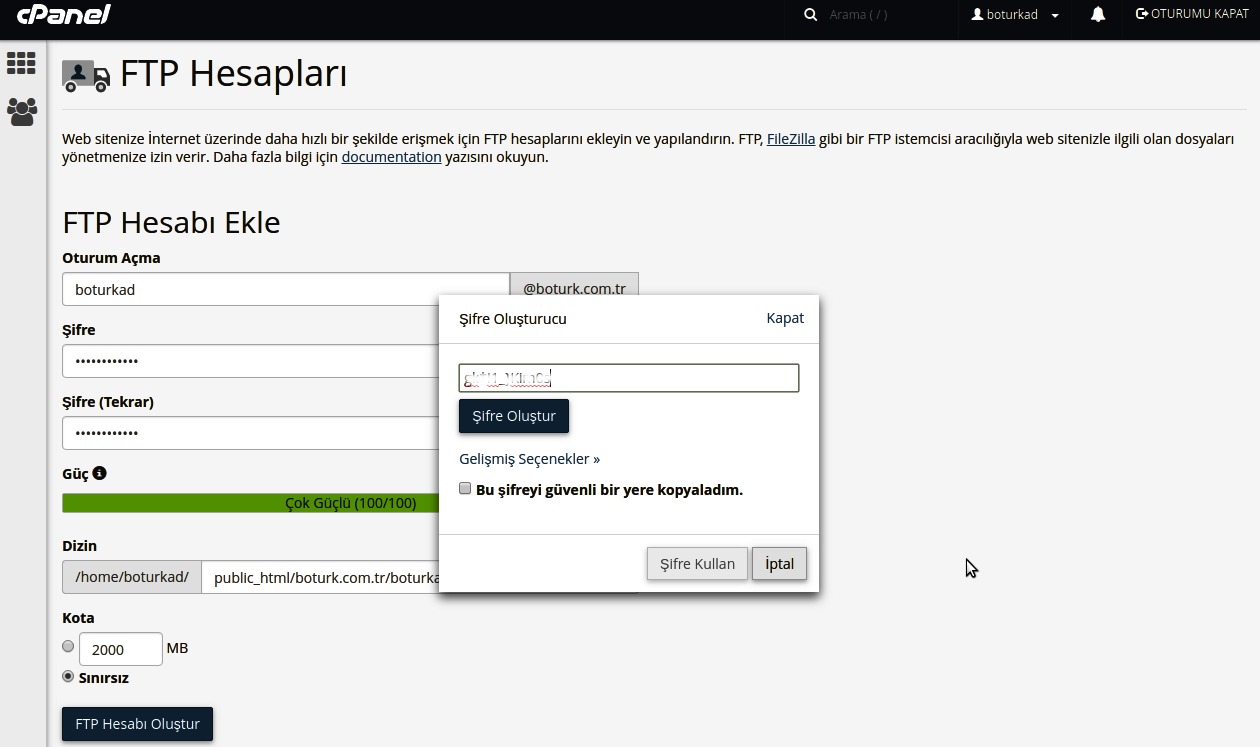 cPanel
Arama ( / )
boturkad
OTURUMU KAPAT
FTP Hesapları
Web sitenize İnternet üzerinde daha hızlı bir şekilde erişmek için FTP hesaplarını ekleyin ve yapılandırın. FTP, FileZilla gibi bir FTP istemcisi aracılığıyla web sitenizle ilgili olan dosyaları
yönetmenize izin verir. Daha fazla bilgi için documentation yazısını okuyun.
FTP Hesabı Ekle
Oturum Açma
boturkad @boturk.com.tr
Şifre
••••••••••••
Şifre (Tekrar)
••••••••••••
Güç
Çok Güçlü (100/100)
Dizin
/home/boturkad/ public_html/boturk.com.tr/boturka
Kota
2000 MB
Sınırsız
FTP Hesabı Oluştur
Şifre Oluşturucu
Kapat
Şifre Oluştur
Gelişmiş Seçenekler »
Bu şifreyi güvenli bir yere kopyaladım.
Şifre Kullan
İptal